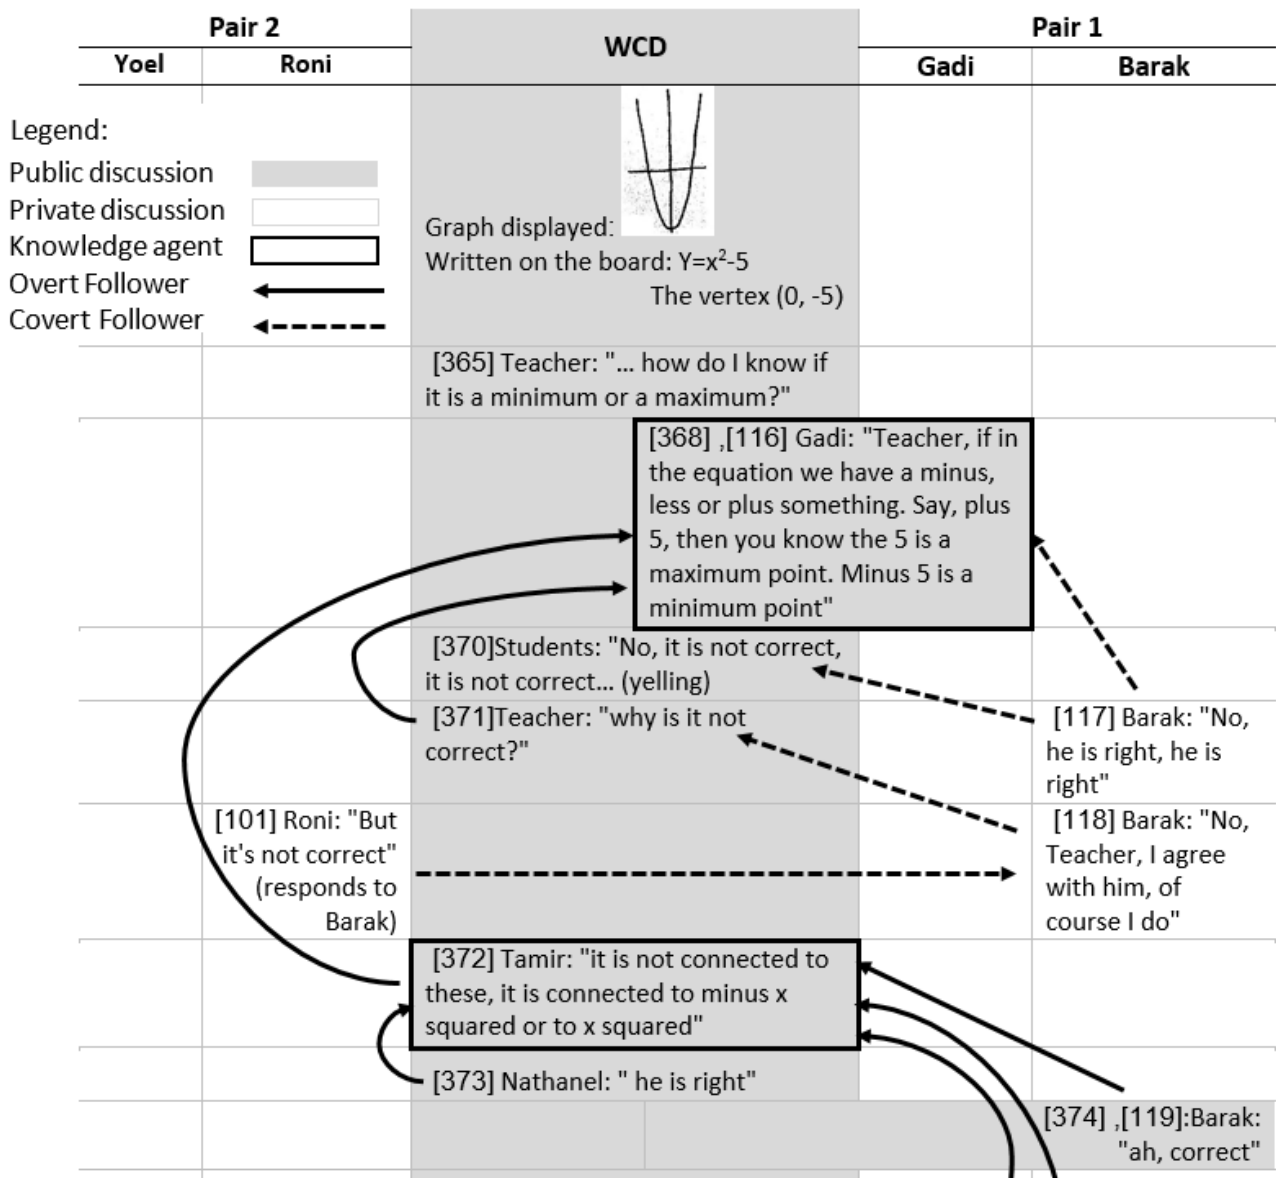 Pair 2
WCD
Pair 1
Yoel
Roni
Gadi
Barak
Legend:
Public discussion
Private discussion
Knowledge agent
Overt Follower
Covert Follower
Graph displayed:
Written on the board: Y=x²-5
The vertex (0, -5)
[365] Teacher: "... how do I know if
it is a minimum or a maximum?"
[368] ,[116] Gadi: "Teacher, if in
the equation we have a minus,
less or plus something. Say, plus
5, then you know the 5 is a
maximum point. Minus 5 is a
minimum point"
[370]Students: "No, it is not correct,
it is not correct... (yelling)
[371]Teacher: "why is it not
correct?"
[117] Barak: "No,
he is right, he is
right"
[101] Roni: "But
it's not correct"
(responds to
Barak)
[118] Barak: "No,
Teacher, I agree
with him, of
course I do"
[372] Tamir: "it is not connected to
these, it is connected to minus x
squared or to x squared"
[373] Nathanel: " he is right"
[374] ,[119]:Barak:
"ah, correct"